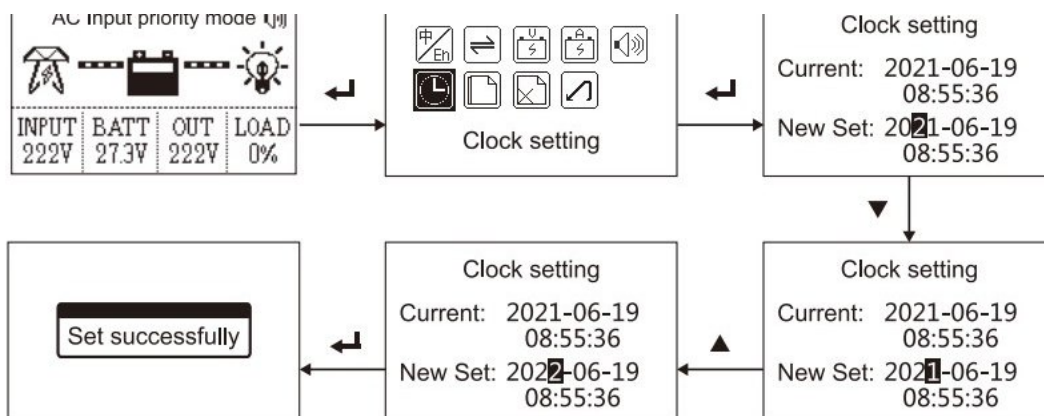 AC Input priority mode
INPUT BATT OUT LOAD
222V 27.3V 222V 0%
中/En
V
A
Clock setting
Clock setting
Current: 2021-06-19
08:55:36
New Set: 2021-06-19
08:55:36
Set successfully
Clock setting
Current: 2021-06-19
08:55:36
New Set: 2022-06-19
08:55:36
Clock setting
Current: 2021-06-19
08:55:36
New Set: 2021-06-19
08:55:36